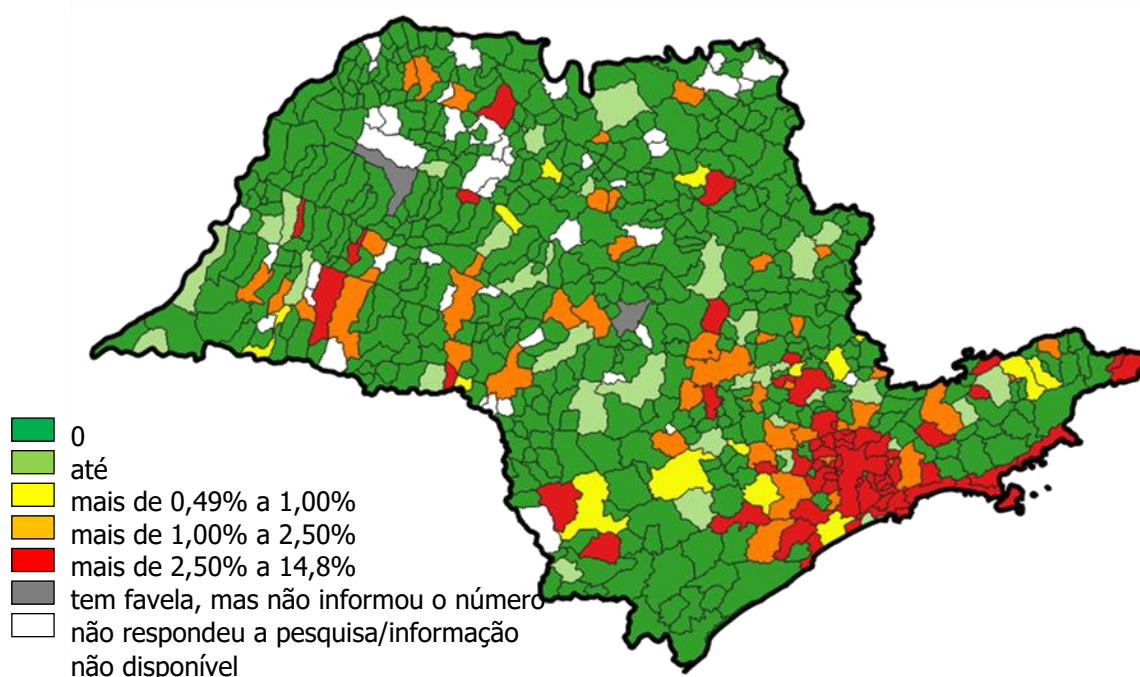 0
até
mais de 0,49% a 1,00%
mais de 1,00% a 2,50%
mais de 2,50% a 14,8%
tem favela, mas não informou o número
não respondeu a pesquisa/informação
não disponível